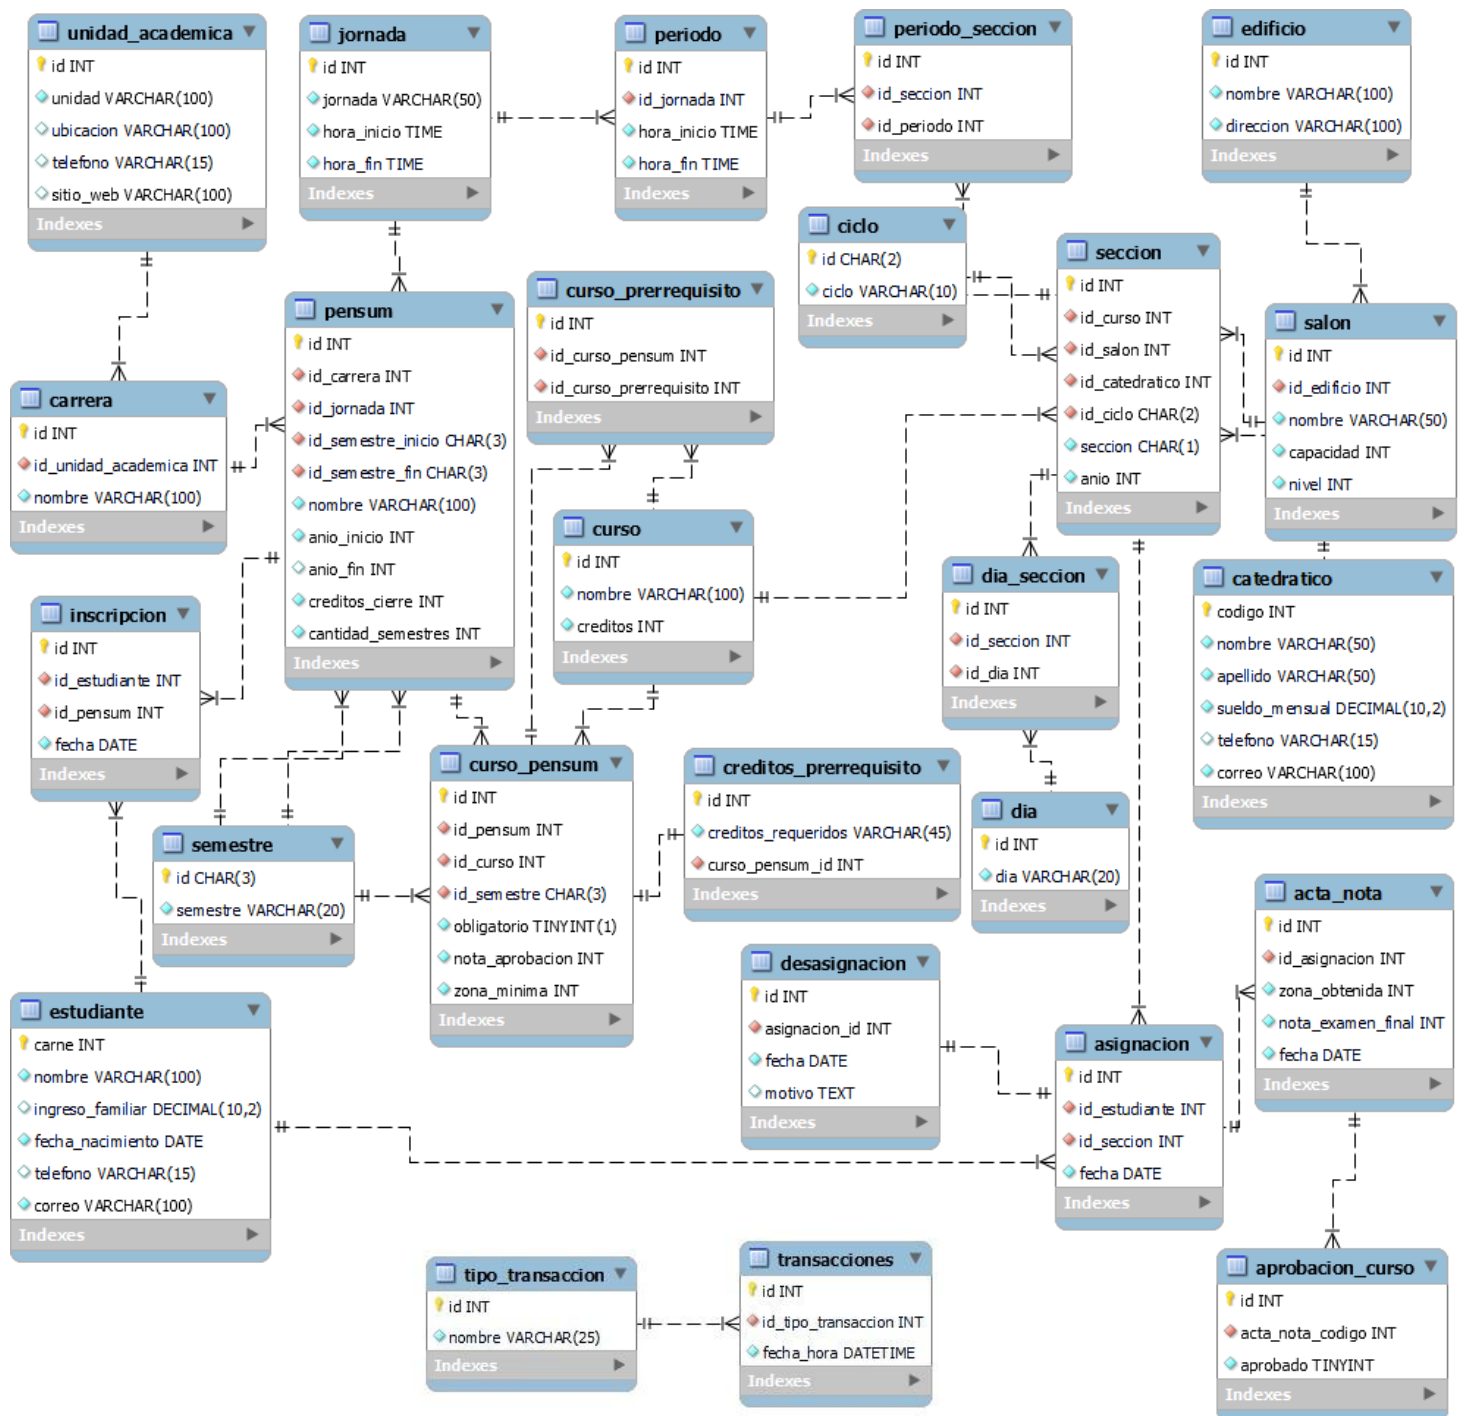 unidad_academica
id INT
unidad VARCHAR(100)
ubicacion VARCHAR(100)
telefono VARCHAR(15)
sitio_web VARCHAR(100)
Indexes
jornada
id INT
jornada VARCHAR(50)
hora_inicio TIME
hora_fin TIME
Indexes
periodo
id INT
id_jornada INT
hora_inicio TIME
hora_fin TIME
Indexes
periodo_seccion
id INT
id_seccion INT
id_periodo INT
Indexes
edificio
id INT
nombre VARCHAR(100)
direccion VARCHAR(100)
Indexes
ciclo
id CHAR(2)
ciclo VARCHAR(10)
Indexes
seccion
id INT
id_curso INT
id_salon INT
id_catedratico INT
id_ciclo CHAR(2)
seccion CHAR(1)
anio INT
Indexes
salon
id INT
id_edificio INT
nombre VARCHAR(50)
capacidad INT
nivel INT
Indexes
pensum
id INT
id_carrera INT
id_jornada INT
id_semestre_inicio CHAR(3)
id_semestre_fin CHAR(3)
nombre VARCHAR(100)
anio_inicio INT
anio_fin INT
creditos_cierre INT
cantidad_semestres INT
Indexes
curso_prerrequisito
id INT
id_curso_pensum INT
id_curso_prerrequisito INT
Indexes
carrera
id INT
id_unidad_academica INT
nombre VARCHAR(100)
Indexes
curso
id INT
nombre VARCHAR(100)
creditos INT
Indexes
dia_seccion
id INT
id_seccion INT
id_dia INT
Indexes
catedratico
codigo INT
nombre VARCHAR(50)
apellido VARCHAR(50)
sueldo_mensual DECIMAL(10,2)
telefono VARCHAR(15)
correo VARCHAR(100)
Indexes
inscripcion
id INT
id_estudiante INT
id_pensum INT
fecha DATE
Indexes
curso_pensum
id INT
id_pensum INT
id_curso INT
id_semestre CHAR(3)
obligatorio TINYINT(1)
nota_aprobacion INT
zona_minima INT
Indexes
creditos_prerrequisito
id INT
creditos_requeridos VARCHAR(45)
curso_pensum_id INT
Indexes
dia
id INT
dia VARCHAR(20)
Indexes
semestre
id CHAR(3)
semestre VARCHAR(20)
Indexes
acta_nota
id INT
id_asignacion INT
zona_obtenida INT
nota_examen_final INT
fecha DATE
Indexes
desasignacion
id INT
asignacion_id INT
fecha DATE
motivo TEXT
Indexes
estudiante
carne INT
nombre VARCHAR(100)
ingreso_familiar DECIMAL(10,2)
fecha_nacimiento DATE
telefono VARCHAR(15)
correo VARCHAR(100)
Indexes
asignacion
id INT
id_estudiante INT
id_seccion INT
fecha DATE
Indexes
tipo_transaccion
id INT
nombre VARCHAR(25)
Indexes
transacciones
id INT
id_tipo_transaccion INT
fecha_hora DATETIME
Indexes
aprobacion_curso
id INT
acta_nota_codigo INT
aprobado TINYINT
Indexes